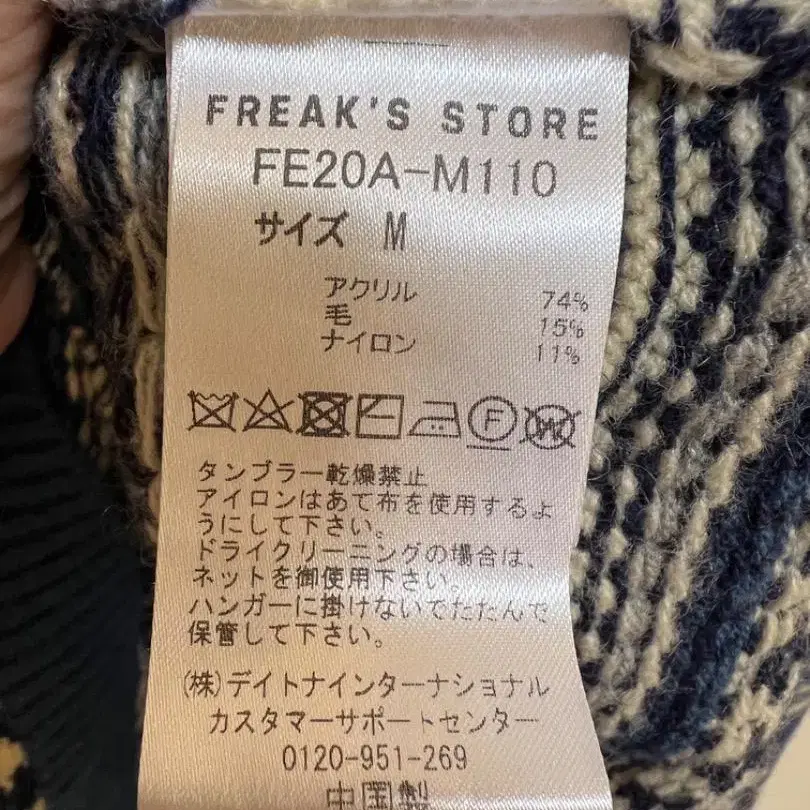 FREAK'S STORE
FE20A-M110
サイズ M
アクリル 74%
毛 15%
ナイロン 11%
タンブラー乾燥禁止
アイロンはあて布を使用するよ
うにして下さい。
ドライクリーニングの場合は、
ネットを御使用下さい。
ハンガーに掛けないでたたんで
保管して下さい。
(株)デイトナインターナショナル
カスタマーサポートセンター
0120-951-269
中国製